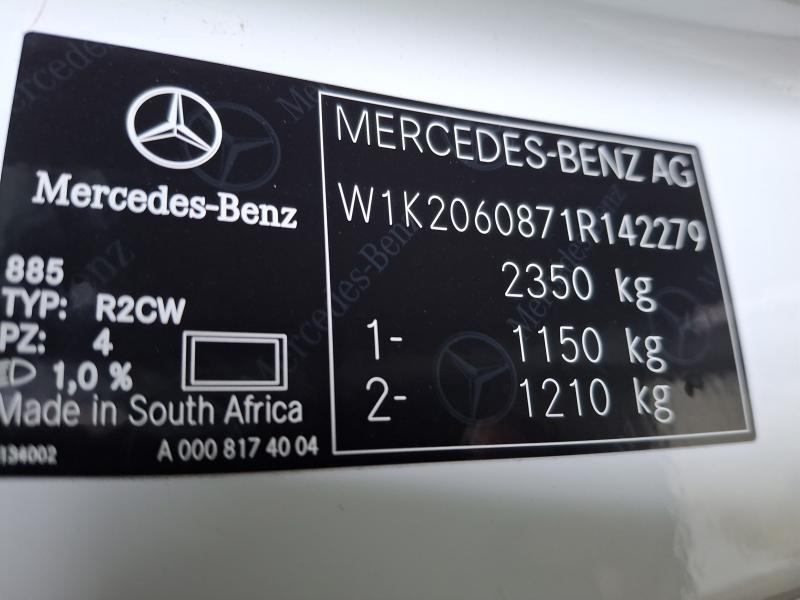 Mercedes-Benz
885
TYP: R2CW
PZ: 4
1,0 %
Made in South Africa
134002
A 000 817 40 04
MERCEDES-BENZ AG
W1K2060871R142279
2350 kg
1- 1150 kg
2- 1210 kg